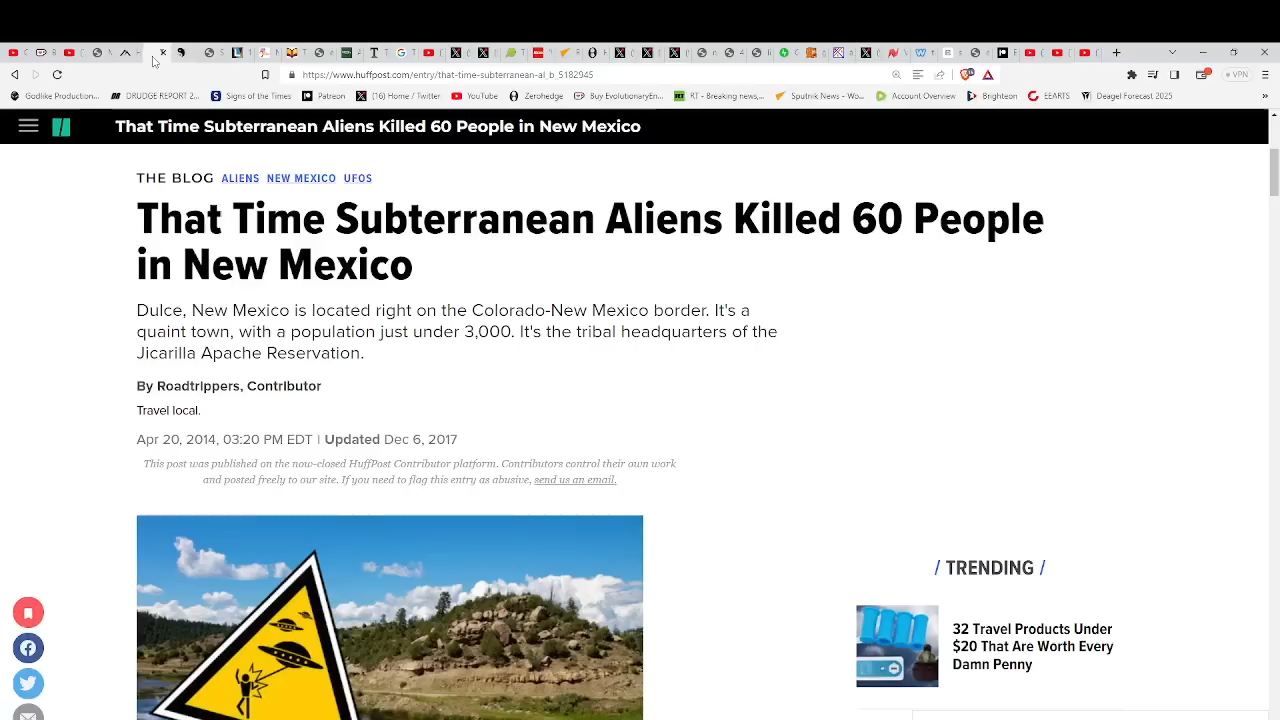 https://www.huffpost.com/entry/that-time-subterranean-al_b_5182945
VPN
Godlike Production...
DRUDGE REPORT 2...
Signs of the Times
Patreon
(16) Home / Twitter
YouTube
Zerohedge
Buy EvolutionaryEn...
RT - Breaking news,...
Sputnik News - Wo...
Account Overview
Brighteon
EEARTS
Deagel Forecast 2025
»
That Time Subterranean Aliens Killed 60 People in New Mexico
THE BLOG ALIENS NEW MEXICO UFOS
That Time Subterranean Aliens Killed 60 People
in New Mexico
Dulce, New Mexico is located right on the Colorado-New Mexico border. It's a
quaint town, with a population just under 3,000. It's the tribal headquarters of the
Jicarilla Apache Reservation.
By Roadtrippers, Contributor
Travel local.
Apr 20, 2014, 03:20 PM EDT | Updated Dec 6, 2017
This post was published on the now-closed HuffPost Contributor platform. Contributors control their own work
and posted freely to our site. If you need to flag this entry as abusive, send us an email.
/ TRENDING /
32 Travel Products Under
$20 That Are Worth Every
Damn Penny